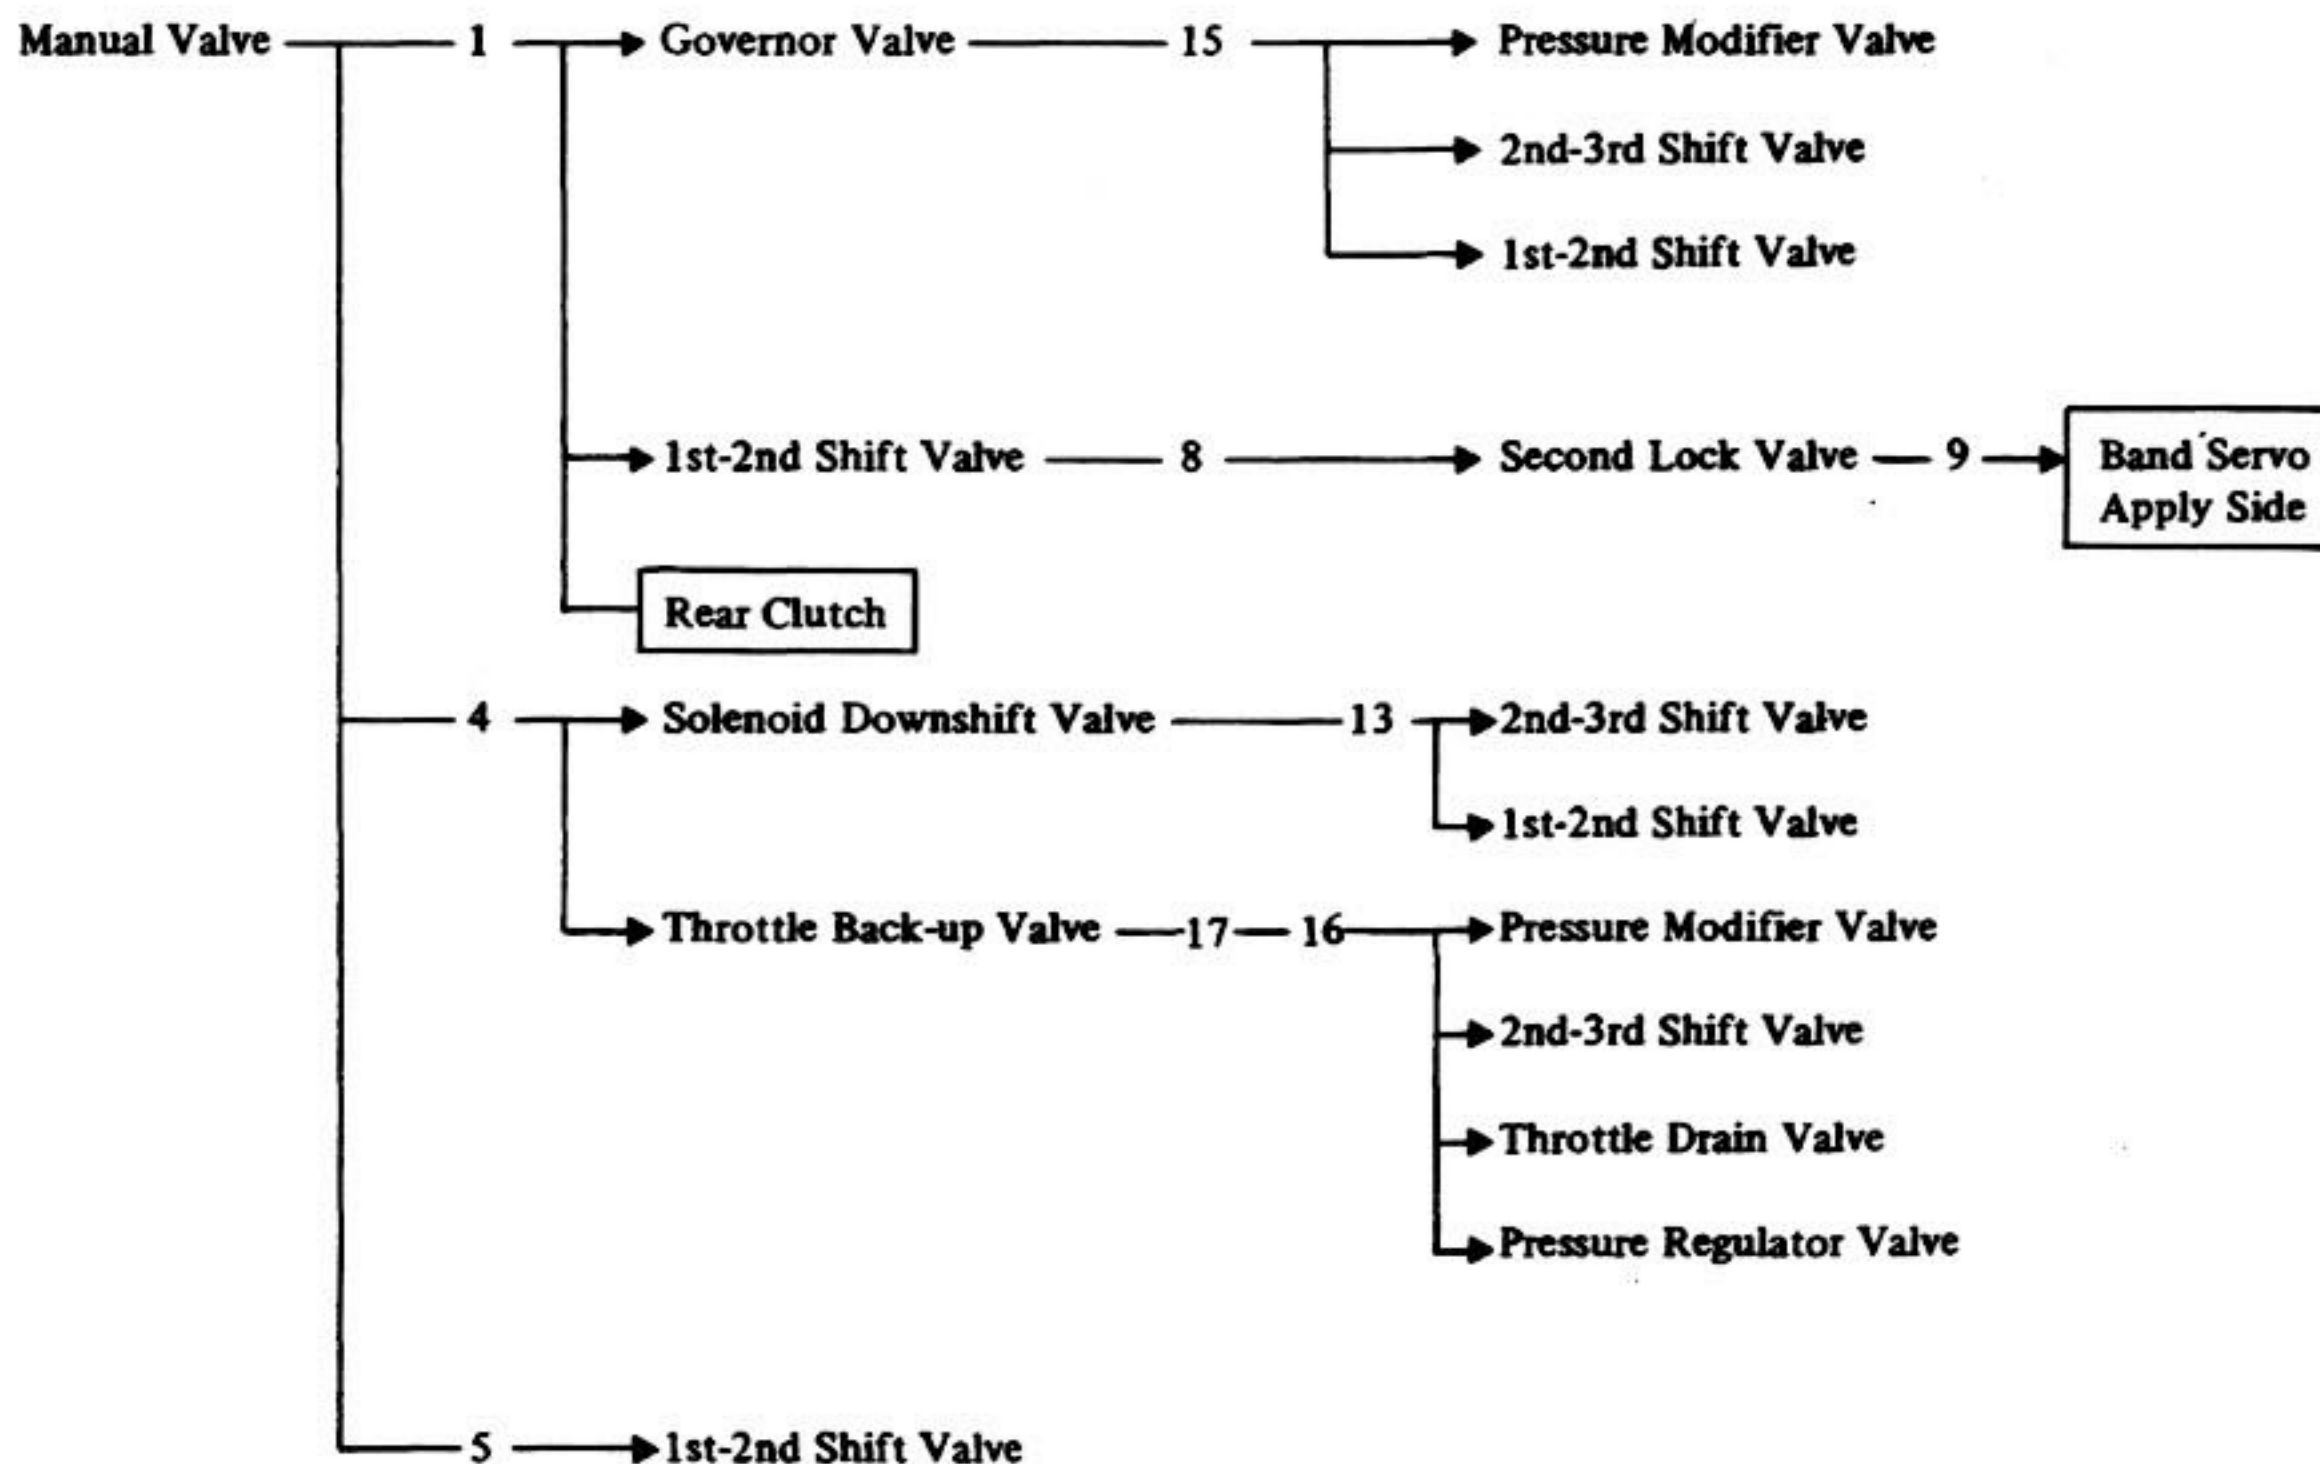 Manual Valve 1 Governor Valve 15 Pressure Modifier Valve
2nd-3rd Shift Valve
1st-2nd Shift Valve
1st-2nd Shift Valve 8 Second Lock Valve 9 Band Servo
Apply Side
Rear Clutch
4 Solenoid Downshift Valve 13 2nd-3rd Shift Valve
1st-2nd Shift Valve
Throttle Back-up Valve 17 16 Pressure Modifier Valve
2nd-3rd Shift Valve
Throttle Drain Valve
Pressure Regulator Valve
5 1st-2nd Shift Valve